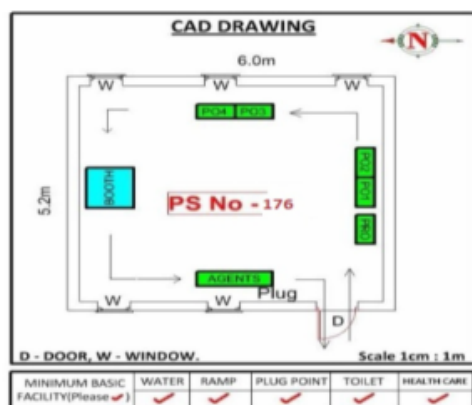 CAD DRAWING
N
6.0m
W W W
PO4 PO3
5.2m
BOOTH
PO2
PO1
PRO
PS No - 176
AGENTS
Plug
W W
D
D - DOOR, W - WINDOW. Scale 1cm : 1m
MINIMUM BASIC FACILITY(Please ✓) WATER RAMP PLUG POINT TOILET HEALTH CARE
✓ ✓ ✓ ✓ ✓